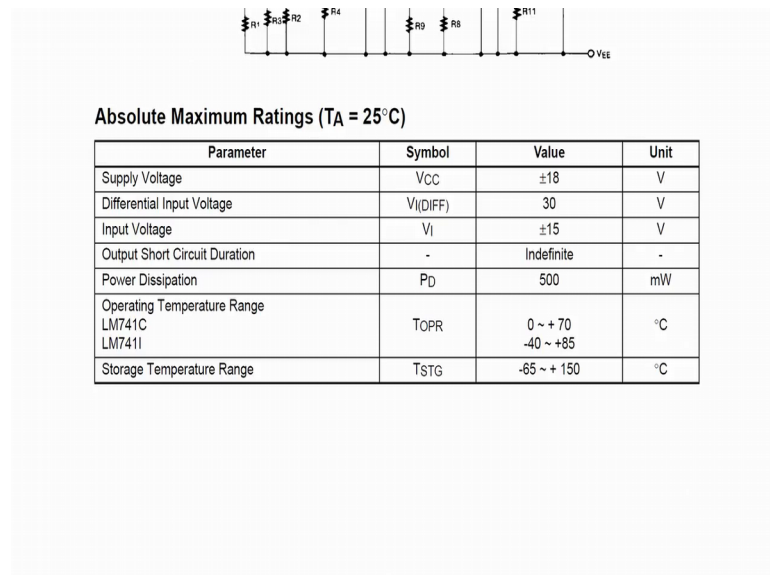 R1 R3 R2 R4 R9 R8 R11
VEE
Absolute Maximum Ratings (TA = 25°C)
Parameter Symbol Value Unit
Supply Voltage VCC ±18 V
Differential Input Voltage VI(DIFF) 30 V
Input Voltage VI ±15 V
Output Short Circuit Duration - Indefinite -
Power Dissipation PD 500 mW
Operating Temperature Range
LM741C TOPR 0 ~ + 70 °C
LM741I -40 ~ +85
Storage Temperature Range TSTG -65 ~ + 150 °C